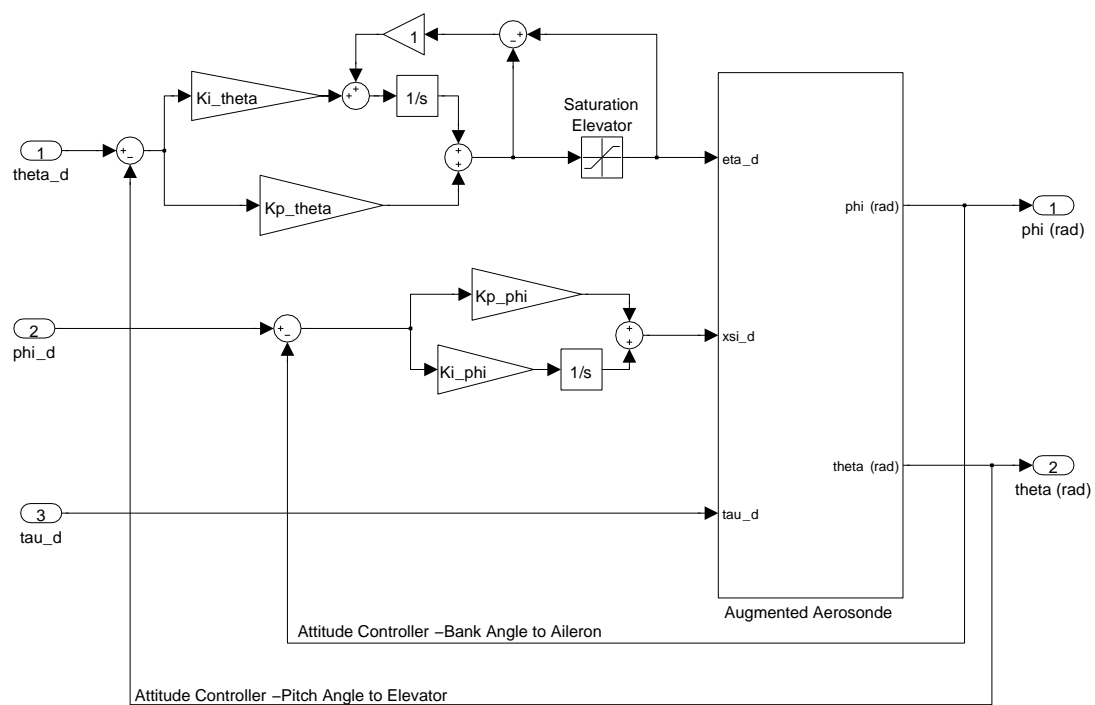 1
Saturation
Elevator
Ki_theta
1/s
1
theta_d
eta_d
Kp_theta
phi (rad)
1
phi (rad)
Kp_phi
2
phi_d
xsi_d
Ki_phi
1/s
theta (rad)
2
theta (rad)
3
tau_d
tau_d
Augmented Aerosonde
Attitude Controller −Bank Angle to Aileron
Attitude Controller −Pitch Angle to Elevator